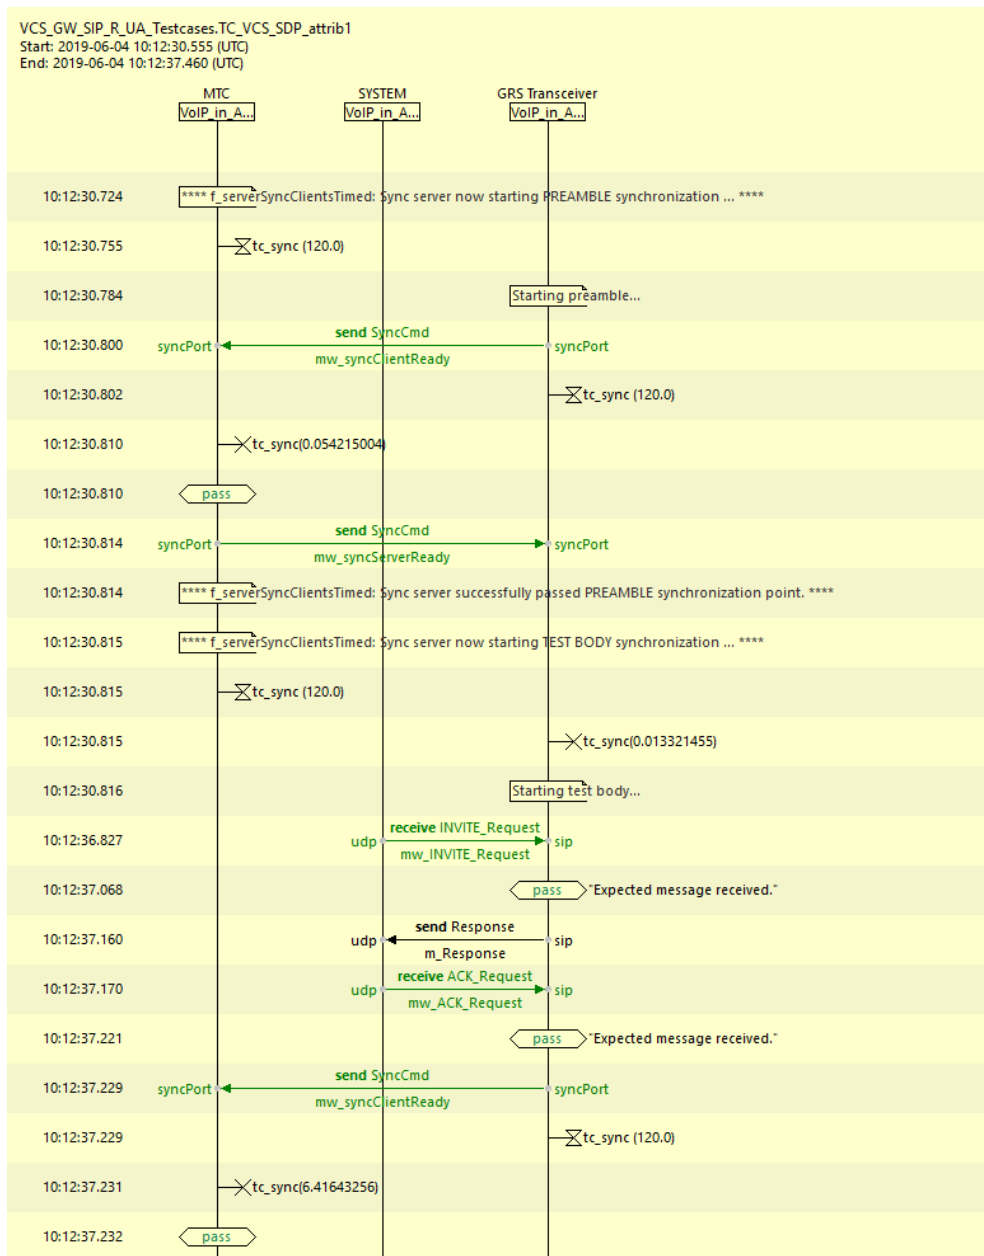 VCS_GW_SIP_R_UA_Testcases.TC_VCS_SDP_attrib1
Start: 2019-06-04 10:12:30.555 (UTC)
End: 2019-06-04 10:12:37.460 (UTC)
MTC SYSTEM GRS Transceiver
VoIP_in_A... VoIP_in_A... VoIP_in_A...
10:12:30.724 **** f_serverSyncClientsTimed: Sync server now starting PREAMBLE synchronization ... ****
10:12:30.755 tc_sync (120.0)
10:12:30.784 Starting preamble...
send SyncCmd
10:12:30.800 syncPort syncPort
mw_syncClientReady
10:12:30.802 tc_sync (120.0)
10:12:30.810 tc_sync(0.054215004)
10:12:30.810 pass
send SyncCmd
10:12:30.814 syncPort syncPort
mw_syncServerReady
10:12:30.814 **** f_serverSyncClientsTimed: Sync server successfully passed PREAMBLE synchronization point. ****
10:12:30.815 **** f_serverSyncClientsTimed: Sync server now starting TEST BODY synchronization ... ****
10:12:30.815 tc_sync (120.0)
10:12:30.815 tc_sync(0.013321455)
10:12:30.816 Starting test body...
receive INVITE_Request
10:12:36.827 udp sip
mw_INVITE_Request
10:12:37.068 pass "Expected message received."
send Response
10:12:37.160 udp sip
m_Response
receive ACK_Request
10:12:37.170 udp sip
mw_ACK_Request
10:12:37.221 pass "Expected message received."
send SyncCmd
10:12:37.229 syncPort syncPort
mw_syncClientReady
10:12:37.229 tc_sync (120.0)
10:12:37.231 tc_sync(6.41643256)
10:12:37.232 pass